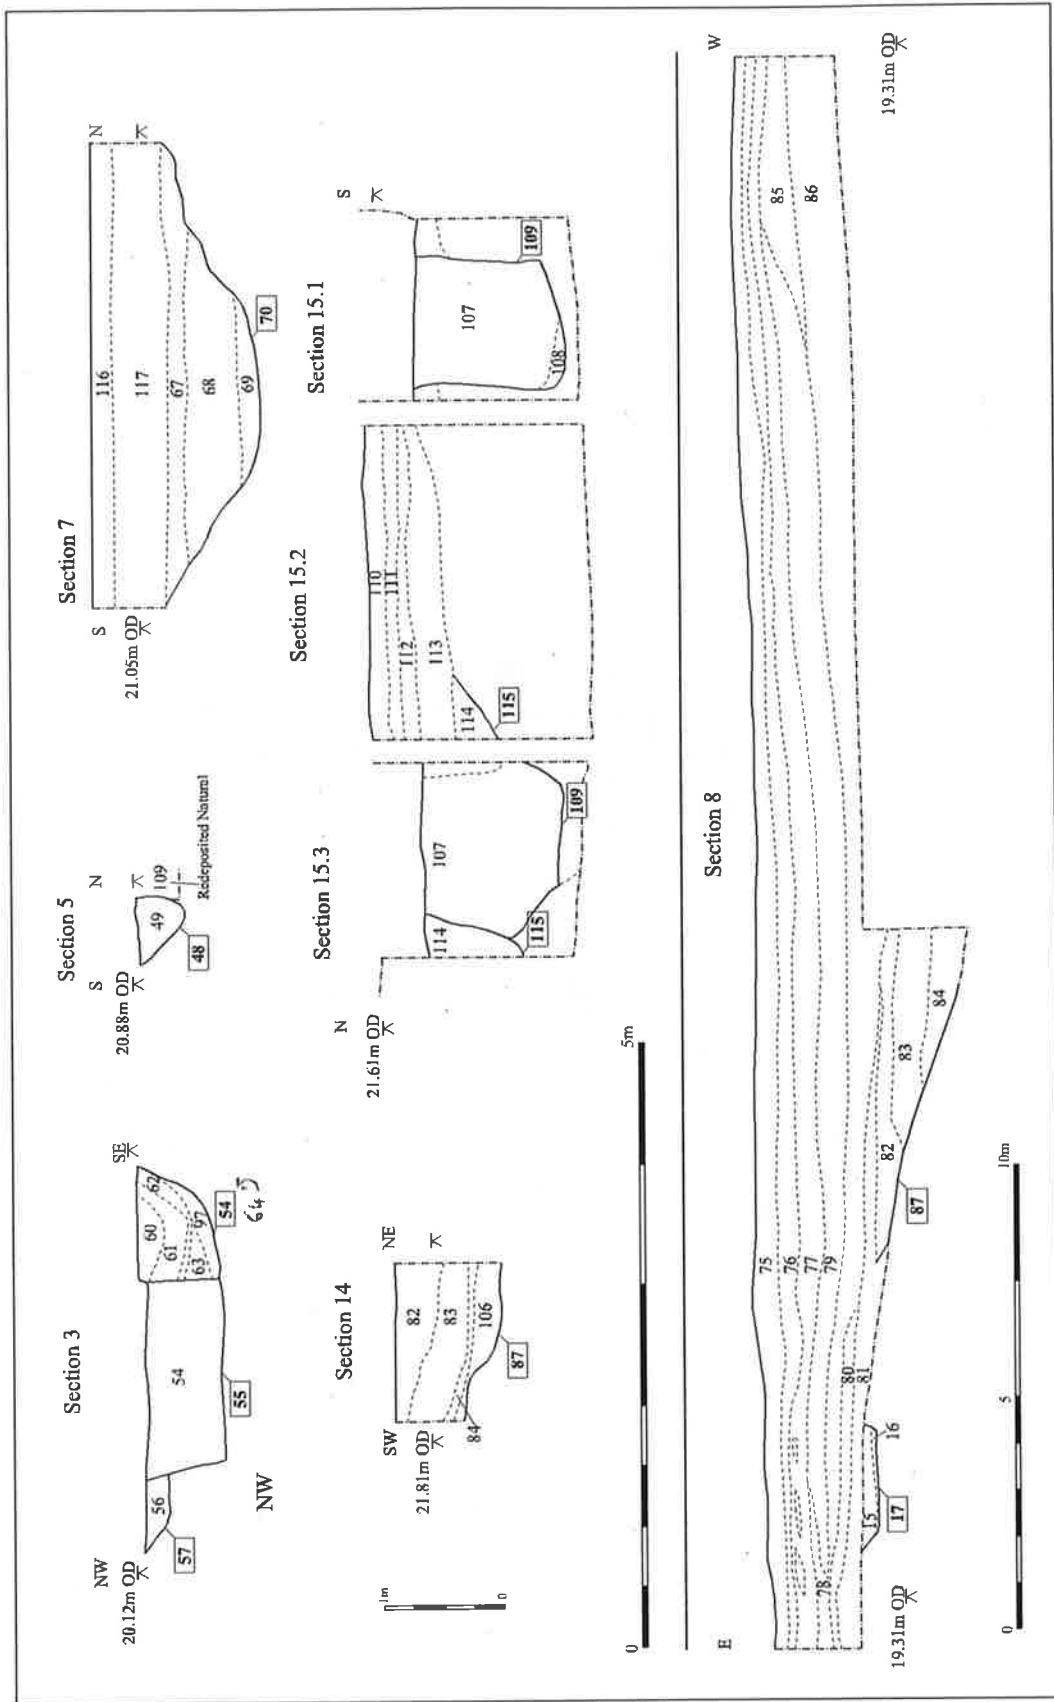 Section 3
NW
20.12m OD
SE
56
57
54
55
60
61
62
63
97
54
64
NW
Section 5
S
N
20.88m OD
49
48
109
Redeposited Natural
Section 7
S
N
21.05m OD
116
117
67
68
69
70
Section 14
SW
NE
21.81m OD
82
83
84
106
87
1m
0
Section 15.3
N
21.61m OD
114
107
115
109
Section 15.2
110
111
112
113
114
115
Section 15.1
S
107
108
109
0
5m
Section 8
E
W
19.31m OD
19.31m OD
75
76
77
79
78
80
81
15
16
17
82
83
84
87
85
86
0
5
10m